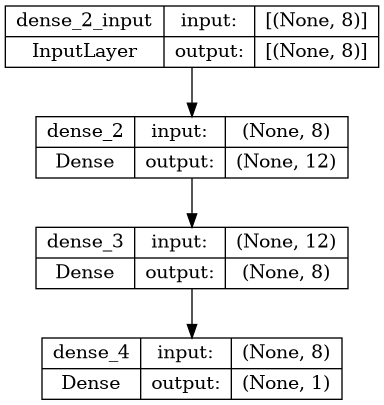 dense_2_input input: [(None, 8)]
InputLayer output: [(None, 8)]
dense_2 input: (None, 8)
Dense output: (None, 12)
dense_3 input: (None, 12)
Dense output: (None, 8)
dense_4 input: (None, 8)
Dense output: (None, 1)